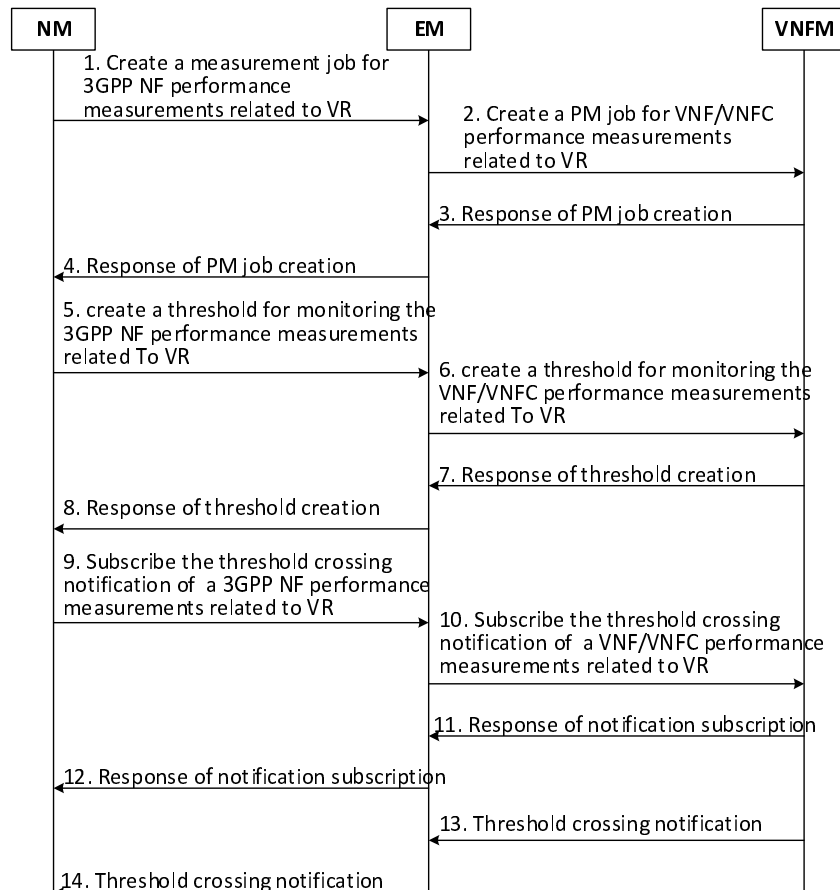 NM
EM
VNFM
1. Create a measurement job for
3GPP NF performance
measurements related to VR
2. Create a PM job for VNF/VNFC
performance measurements
related to VR
3. Response of PM job creation
4. Response of PM job creation
5. create a threshold for monitoring the
3GPP NF performance measurements
related To VR
6. create a threshold for monitoring the
VNF/VNFC performance measurements
related To VR
7. Response of threshold creation
8. Response of threshold creation
9. Subscribe the threshold crossing
notification of a 3GPP NF performance
measurements related to VR
10. Subscribe the threshold crossing
notification of a VNF/VNFC performance
measurements related to VR
11. Response of notification subscription
12. Response of notification subscription
13. Threshold crossing notification
14. Threshold crossing notification